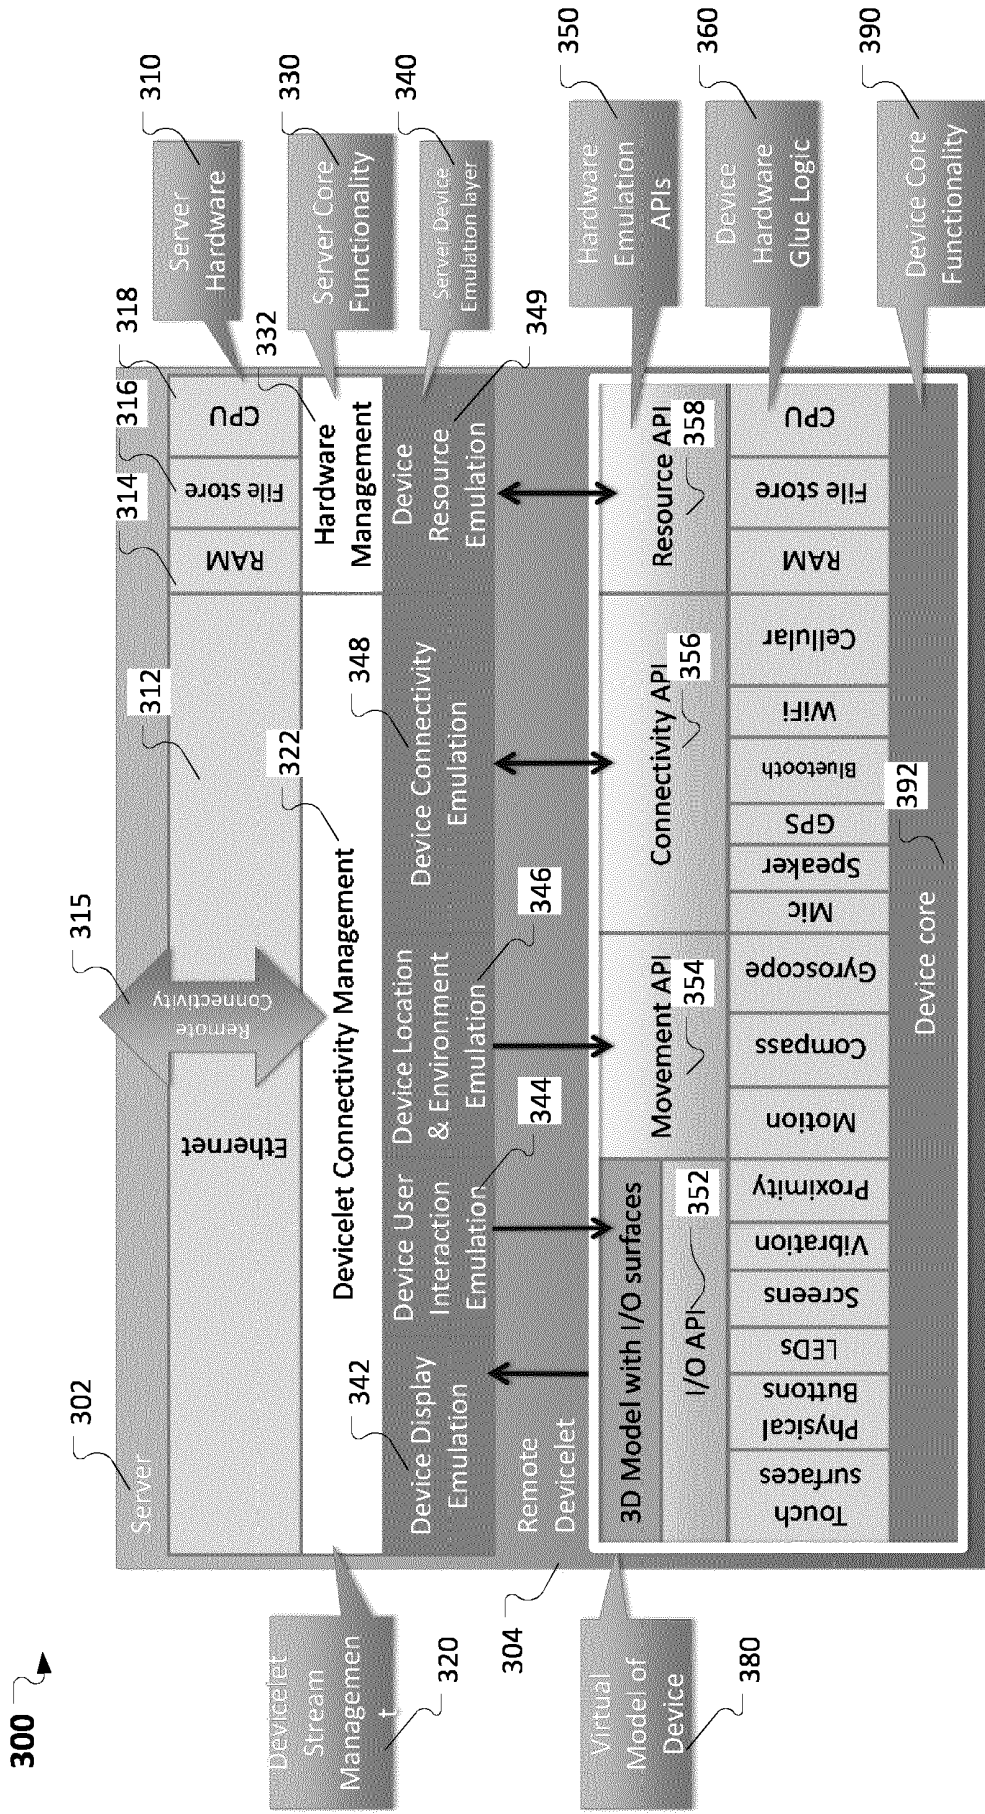 300
302
Server
315
Remote
Connectivity
312
314
316
318
310
Server
Hardware
Ethernet
RAM
File store
CPU
322
332
Devicelet Connectivity Management
Hardware
Management
330
Server Core
Functionality
Devicelet
Stream
Managemen
t
320
342
Device Display
Emulation
Device User
Interaction
Emulation
344
Device Location
& Environment
Emulation
346
348
Device Connectivity
Emulation
Device
Resource
Emulation
349
340
Server Device
Emulation layer
304
Remote
Devicelet
Virtual
Model of
Device
380
3D Model with I/O surfaces
I/O API
352
Movement API
354
Connectivity API
356
Resource API
358
350
Hardware
Emulation
APIs
Touch
surfaces
Physical
Buttons
LEDs
Screens
Vibration
Proximity
Motion
Compass
Gyroscope
Mic
Speaker
GPS
Bluetooth
WiFi
Cellular
RAM
File store
CPU
360
Device
Hardware
Glue Logic
Device core
392
390
Device Core
Functionality